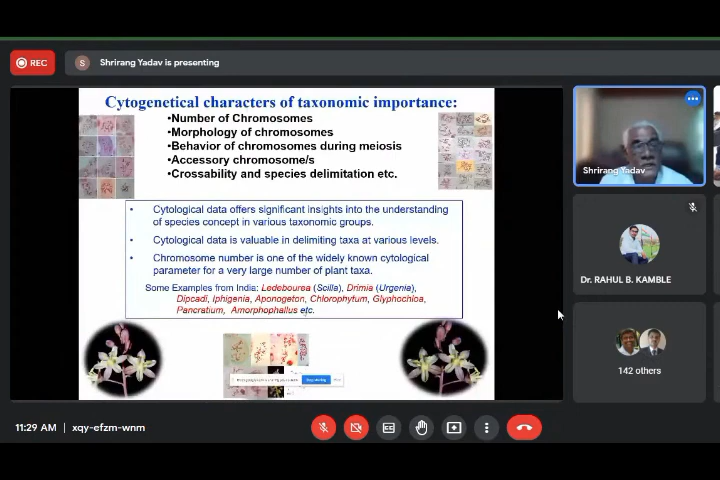 REC
S
Shrirang Yadav is presenting
Cytogenetical characters of taxonomic importance:
•Number of Chromosomes
•Morphology of chromosomes
•Behavior of chromosomes during meiosis
•Accessory chromosome/s
•Crossability and species delimitation etc.
• Cytological data offers significant insights into the understanding
of species concept in various taxonomic groups.
• Cytological data is valuable in delimiting taxa at various levels.
• Chromosome number is one of the widely known cytological
parameter for a very large number of plant taxa.
Some Examples from India: Ledebourea (Scilla), Drimia (Urgenia),
Dipcadi, Iphigenia, Aponogeton, Chlorophytum, Glyphochloa,
Pancratium, Amorphophallus etc.
Shrirang Yadav
Dr. RAHUL B. KAMBLE
142 others
11:29 AM | xqy-efzm-wnm